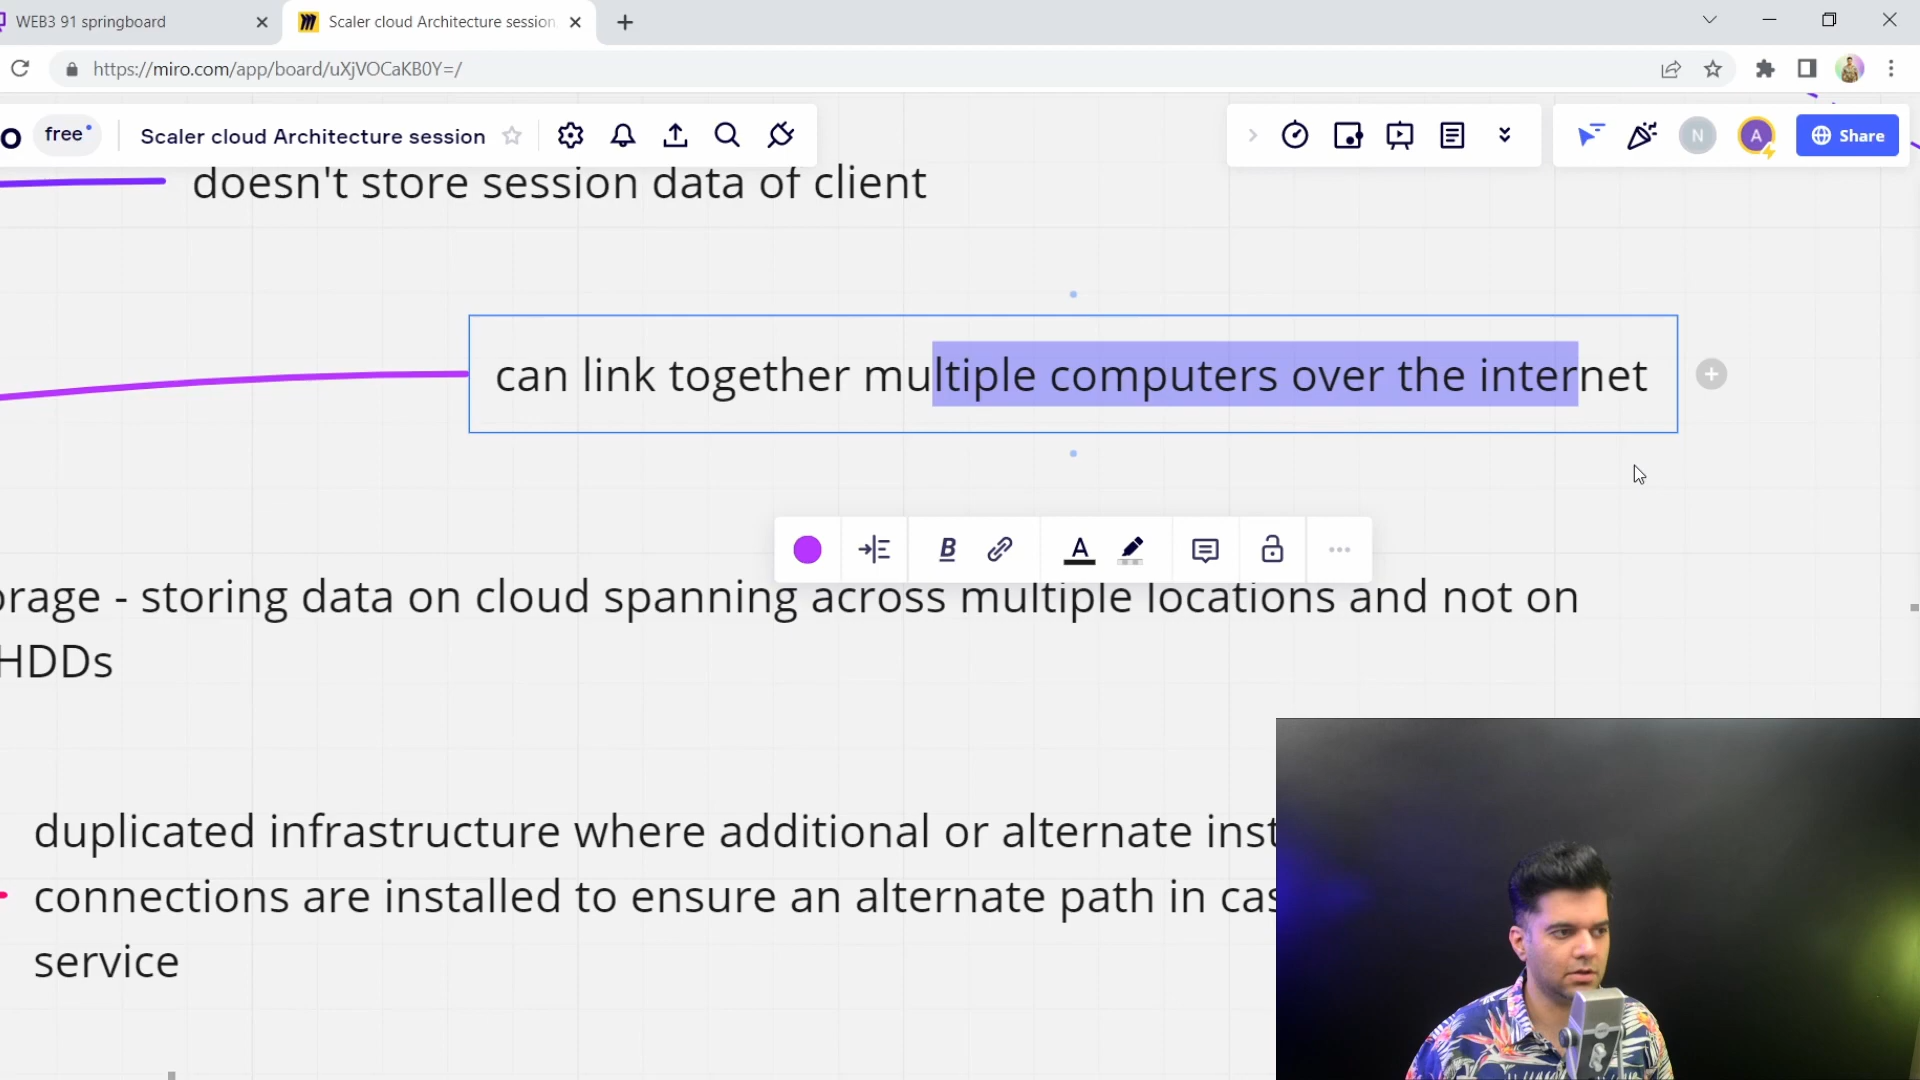 WEB3 91 springboard
Scaler cloud Architecture session
https://miro.com/app/board/uXjVOCaKB0Y=/
o free Scaler cloud Architecture session
N A Share
doesn't store session data of client
can link together multiple computers over the internet
B A
orage - storing data on cloud spanning across multiple locations and not on
HDDs
duplicated infrastructure where additional or alternate inst
connections are installed to ensure an alternate path in cas
service